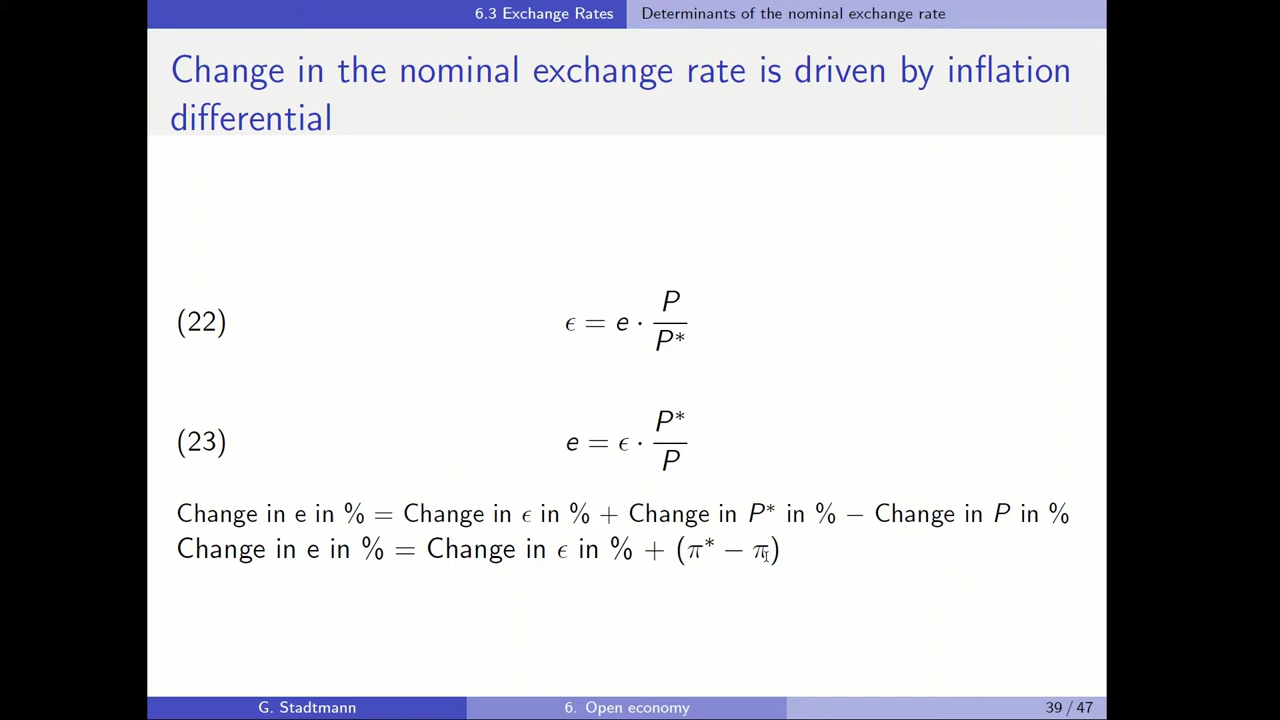 6.3 Exchange Rates Determinants of the nominal exchange rate
Change in the nominal exchange rate is driven by inflation
differential
(22) ϵ = e · P / P*
(23) e = ϵ · P* / P
Change in e in % = Change in ϵ in % + Change in P* in % − Change in P in %
Change in e in % = Change in ϵ in % + (π* − π)
G. Stadtmann 6. Open economy 39 / 47